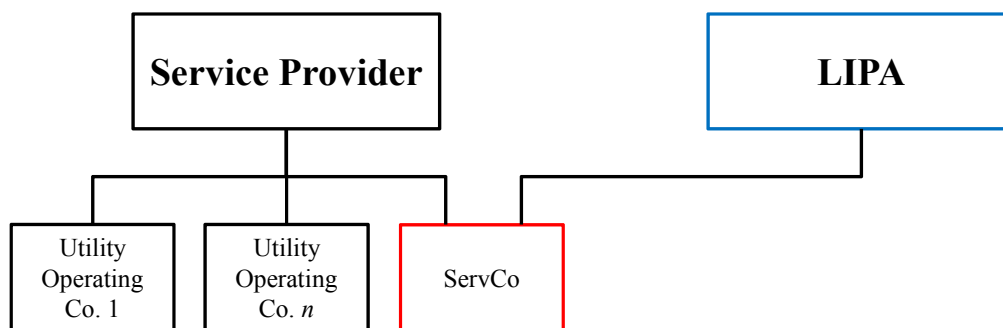 Service Provider
LIPA
Utility
Operating
Co. 1
Utility
Operating
Co. n
ServCo